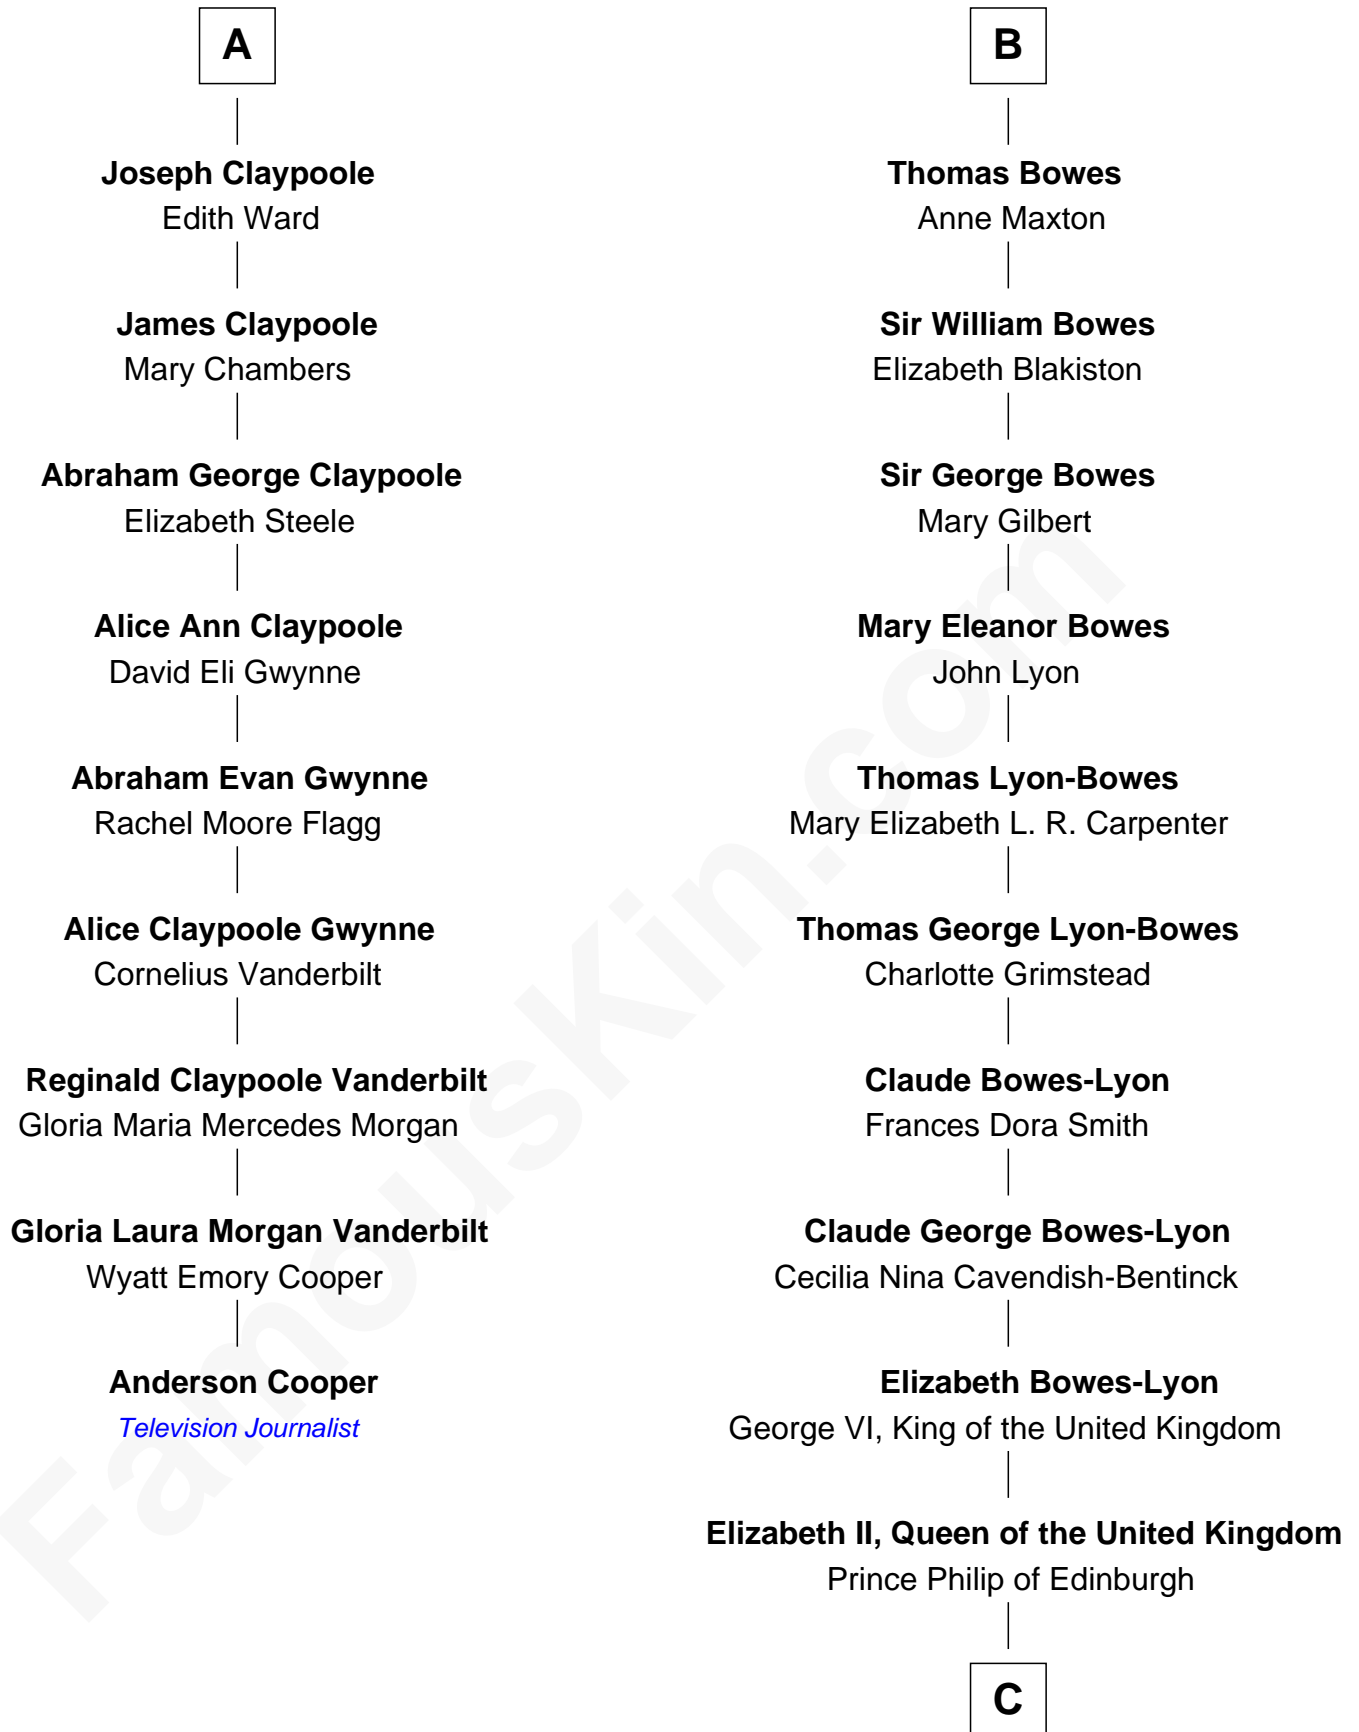 A
Joseph Claypoole
Edith Ward
James Claypoole
Mary Chambers
Abraham George Claypoole
Elizabeth Steele
Alice Ann Claypoole
David Eli Gwynne
Abraham Evan Gwynne
Rachel Moore Flagg
Alice Claypoole Gwynne
Cornelius Vanderbilt
Reginald Claypoole Vanderbilt
Gloria Maria Mercedes Morgan
Gloria Laura Morgan Vanderbilt
Wyatt Emory Cooper
Anderson Cooper
Television Journalist
B
Thomas Bowes
Anne Maxton
Sir William Bowes
Elizabeth Blakiston
Sir George Bowes
Mary Gilbert
Mary Eleanor Bowes
John Lyon
Thomas Lyon-Bowes
Mary Elizabeth L. R. Carpenter
Thomas George Lyon-Bowes
Charlotte Grimstead
Claude Bowes-Lyon
Frances Dora Smith
Claude George Bowes-Lyon
Cecilia Nina Cavendish-Bentinck
Elizabeth Bowes-Lyon
George VI, King of the United Kingdom
Elizabeth II, Queen of the United Kingdom
Prince Philip of Edinburgh
C
FamousKin.com